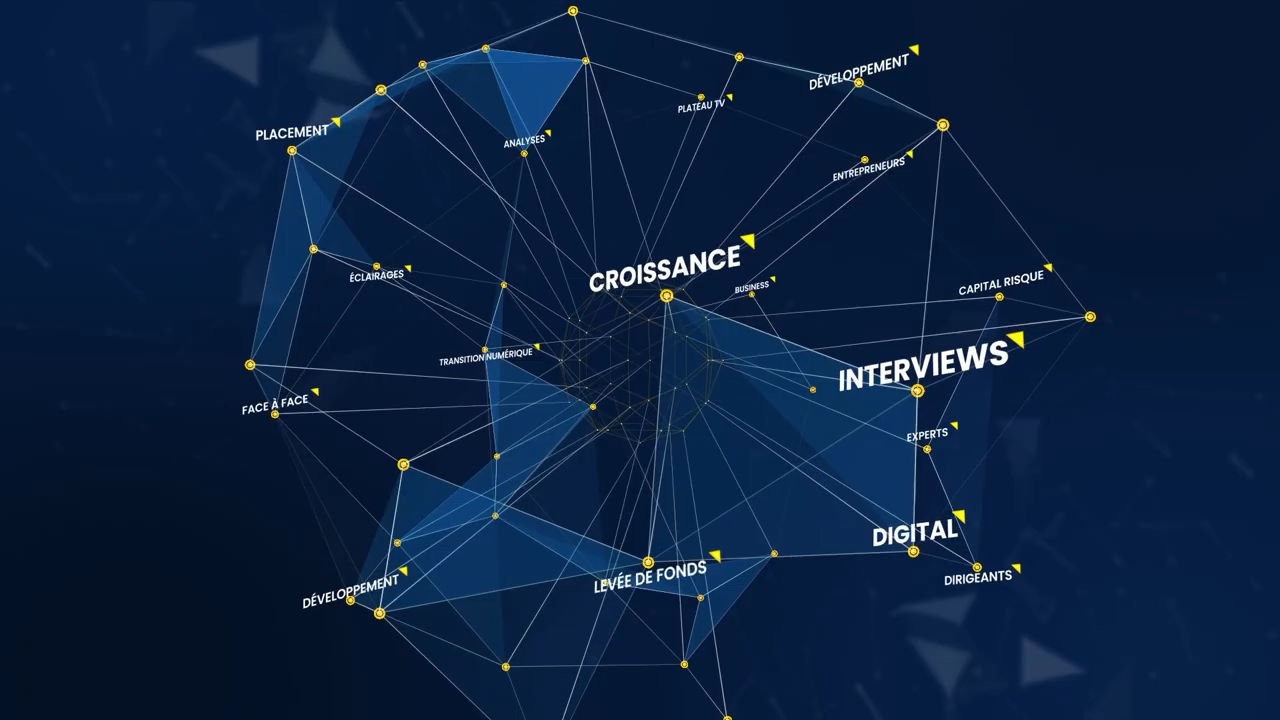 DÉVELOPPEMENT
PLATEAU TV
PLACEMENT
ANALYSES
ENTREPRENEURS
CROISSANCE
ÉCLAIRAGES
BUSINESS
CAPITAL RISQUE
TRANSITION NUMÉRIQUE
INTERVIEWS
FACE À FACE
EXPERTS
DIGITAL
LEVÉE DE FONDS
DIRIGEANTS
DÉVELOPPEMENT